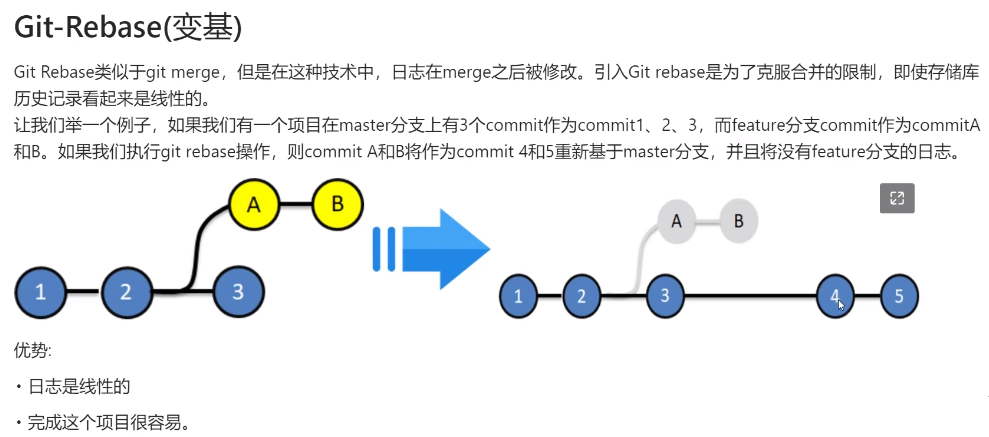 Git-Rebase(变基)
Git Rebase类似于git merge，但是在这种技术中，日志在merge之后被修改。引入Git rebase是为了克服合并的限制，即使存储库
历史记录看起来是线性的。
让我们举一个例子，如果我们有一个项目在master分支上有3个commit作为commit1、2、3，而feature分支commit作为commitA
和B。如果我们执行git rebase操作，则commit A和B将作为commit 4和5重新基于master分支，并且将没有feature分支的日志。
A B
1 2 3
A B
1 2 3 4 5
优势:
• 日志是线性的
• 完成这个项目很容易。